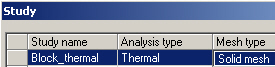 Study
Study name Analysis type Mesh type
Block_thermal Thermal Solid mesh